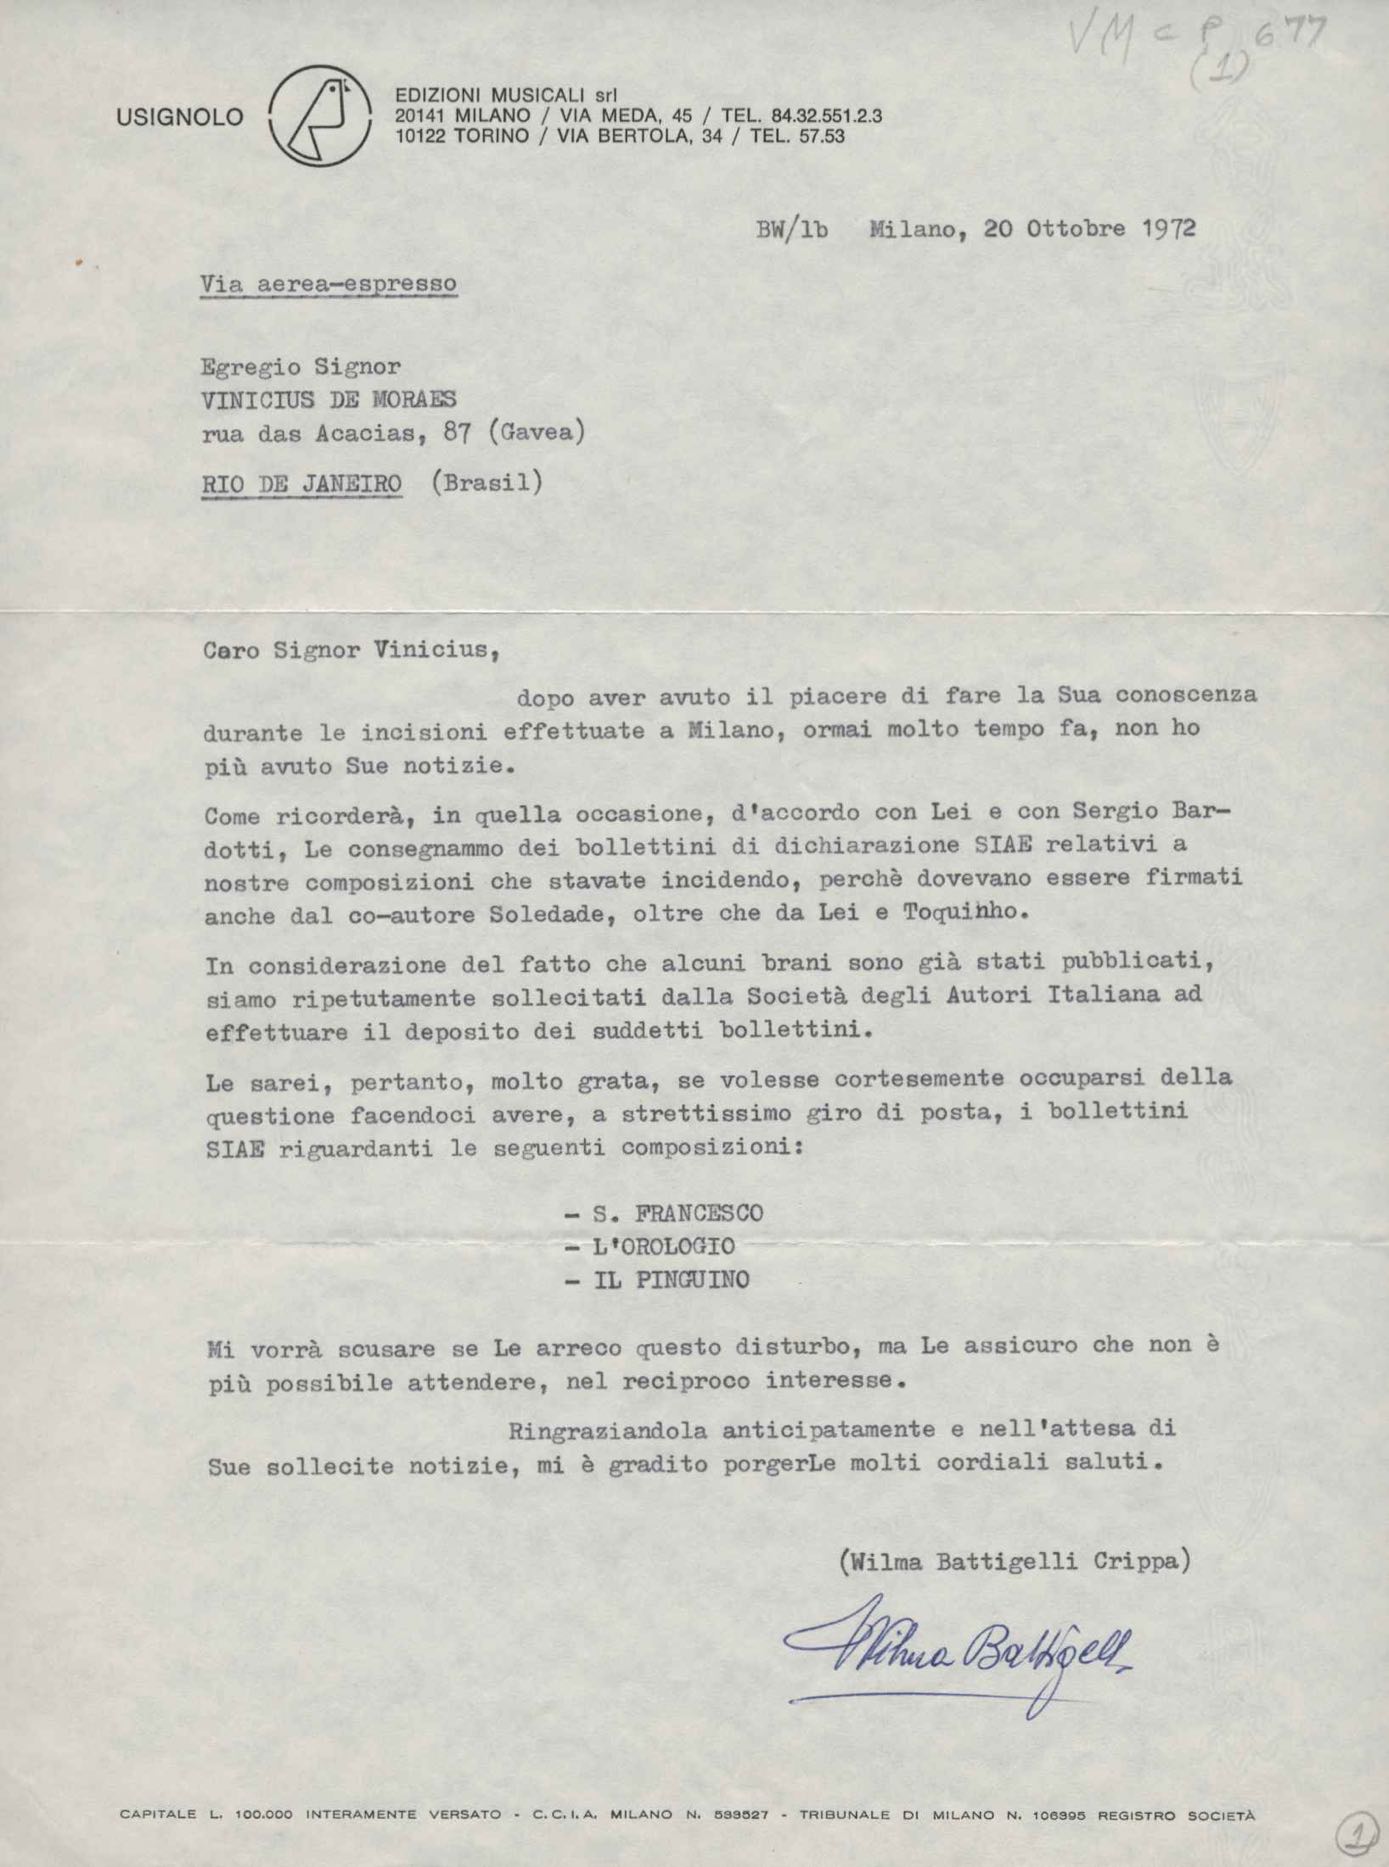 VM CP 677
(1)
USIGNOLO
EDIZIONI MUSICALI srl
20141 MILANO / VIA MEDA, 45 / TEL. 84.32.551.2.3
10122 TORINO / VIA BERTOLA, 34 / TEL. 57.53
BW/lb Milano, 20 Ottobre 1972
Via aerea-espresso
Egregio Signor
VINICIUS DE MORAES
rua das Acacias, 87 (Gavea)
RIO DE JANEIRO (Brasil)
Caro Signor Vinicius,
dopo aver avuto il piacere di fare la Sua conoscenza
durante le incisioni effettuate a Milano, ormai molto tempo fa, non ho
più avuto Sue notizie.
Come ricorderà, in quella occasione, d'accordo con Lei e con Sergio Bar-
dotti, Le consegnammo dei bollettini di dichiarazione SIAE relativi a
nostre composizioni che stavate incidendo, perchè dovevano essere firmati
anche dal co-autore Soledade, oltre che da Lei e Toquinho.
In considerazione del fatto che alcuni brani sono già stati pubblicati,
siamo ripetutamente sollecitati dalla Società degli Autori Italiana ad
effettuare il deposito dei suddetti bollettini.
Le sarei, pertanto, molto grata, se volesse cortesemente occuparsi della
questione facendoci avere, a strettissimo giro di posta, i bollettini
SIAE riguardanti le seguenti composizioni:
- S. FRANCESCO
- L'OROLOGIO
- IL PINGUINO
Mi vorrà scusare se Le arreco questo disturbo, ma Le assicuro che non è
più possibile attendere, nel reciproco interesse.
Ringraziandola anticipatamente e nell'attesa di
Sue sollecite notizie, mi è gradito porgerLe molti cordiali saluti.
(Wilma Battigelli Crippa)
Wilma Battigelli
CAPITALE L. 100.000 INTERAMENTE VERSATO - C.C.I.A. MILANO N. 533527 - TRIBUNALE DI MILANO N. 106395 REGISTRO SOCIETÀ
1